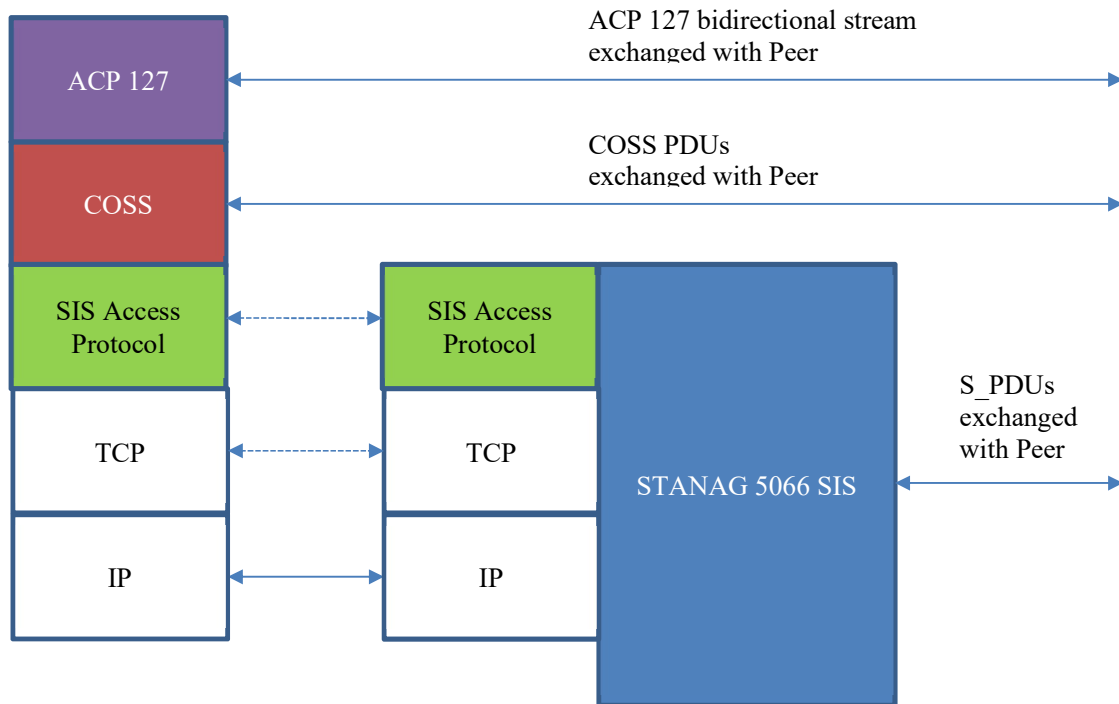 ACP 127 bidirectional stream
exchanged with Peer
ACP 127
COSS PDUs
exchanged with Peer
COSS
SIS Access
Protocol
SIS Access
Protocol
S_PDUs
exchanged
with Peer
TCP
TCP
STANAG 5066 SIS
IP
IP